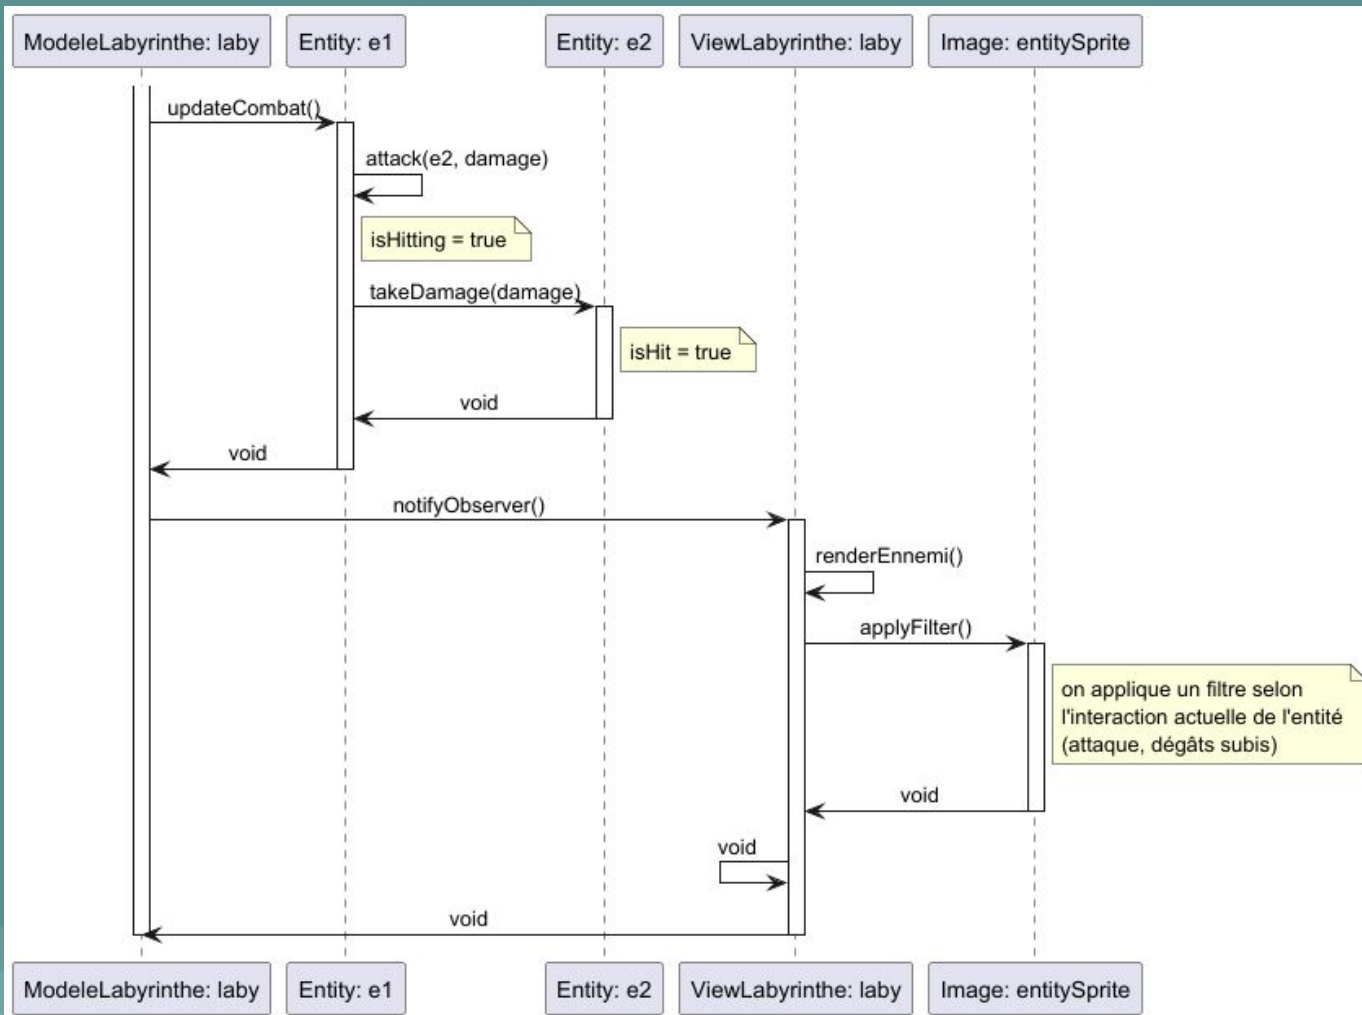 ModeleLabyrinthe: laby
Entity: e1
Entity: e2
ViewLabyrinthe: laby
Image: entitySprite
updateCombat()
attack(e2, damage)
isHitting = true
takeDamage(damage)
isHit = true
void
void
notifyObserver()
renderEnnemi()
applyFilter()
on applique un filtre selon
l'interaction actuelle de l'entité
(attaque, dégâts subis)
void
void
void
ModeleLabyrinthe: laby
Entity: e1
Entity: e2
ViewLabyrinthe: laby
Image: entitySprite